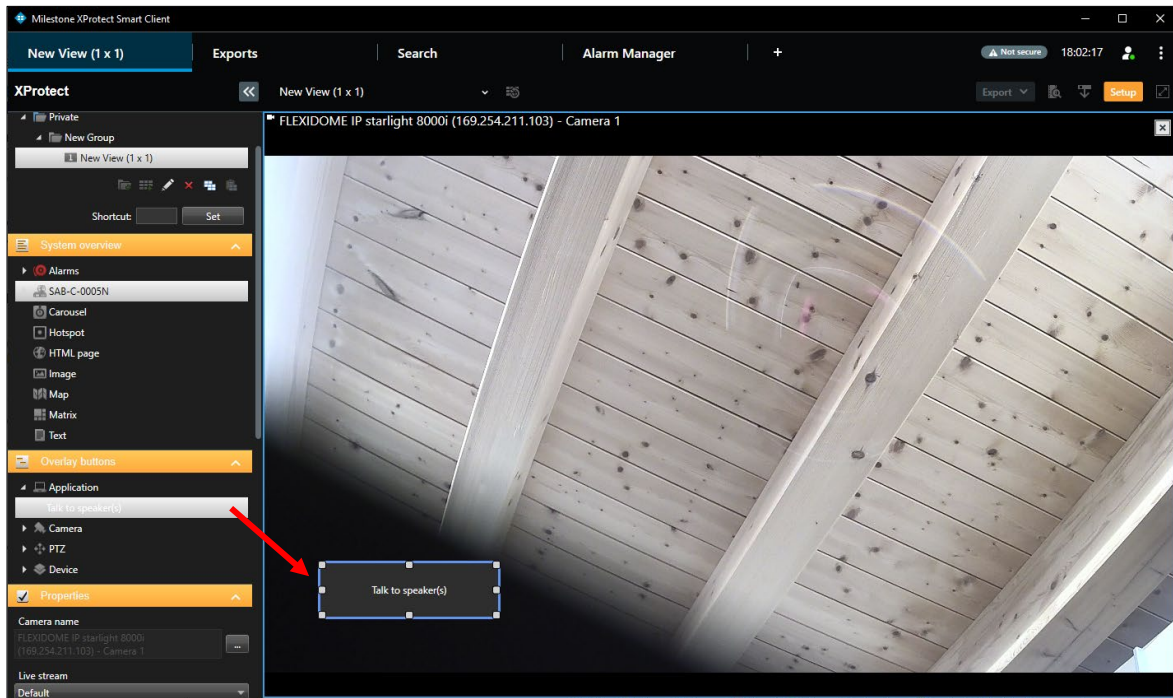 Milestone XProtect Smart Client
New View (1 x 1) Exports Search Alarm Manager + Not secure 18:02:17
XProtect New View (1 x 1) Export Setup
FLEXIDOME IP starlight 8000i (169.254.211.103) - Camera 1
Private
New Group
New View (1 x 1)
Shortcut: Set
System overview
Alarms
SAB-C-0005N
Carousel
Hotspot
HTML page
Image
Map
Matrix
Text
Overlay buttons
Application
Talk to speaker(s)
Camera
PTZ
Device
Talk to speaker(s)
Properties
Camera name
FLEXIDOME IP starlight 8000i
(169.254.211.103) - Camera 1
...
Live stream
Default